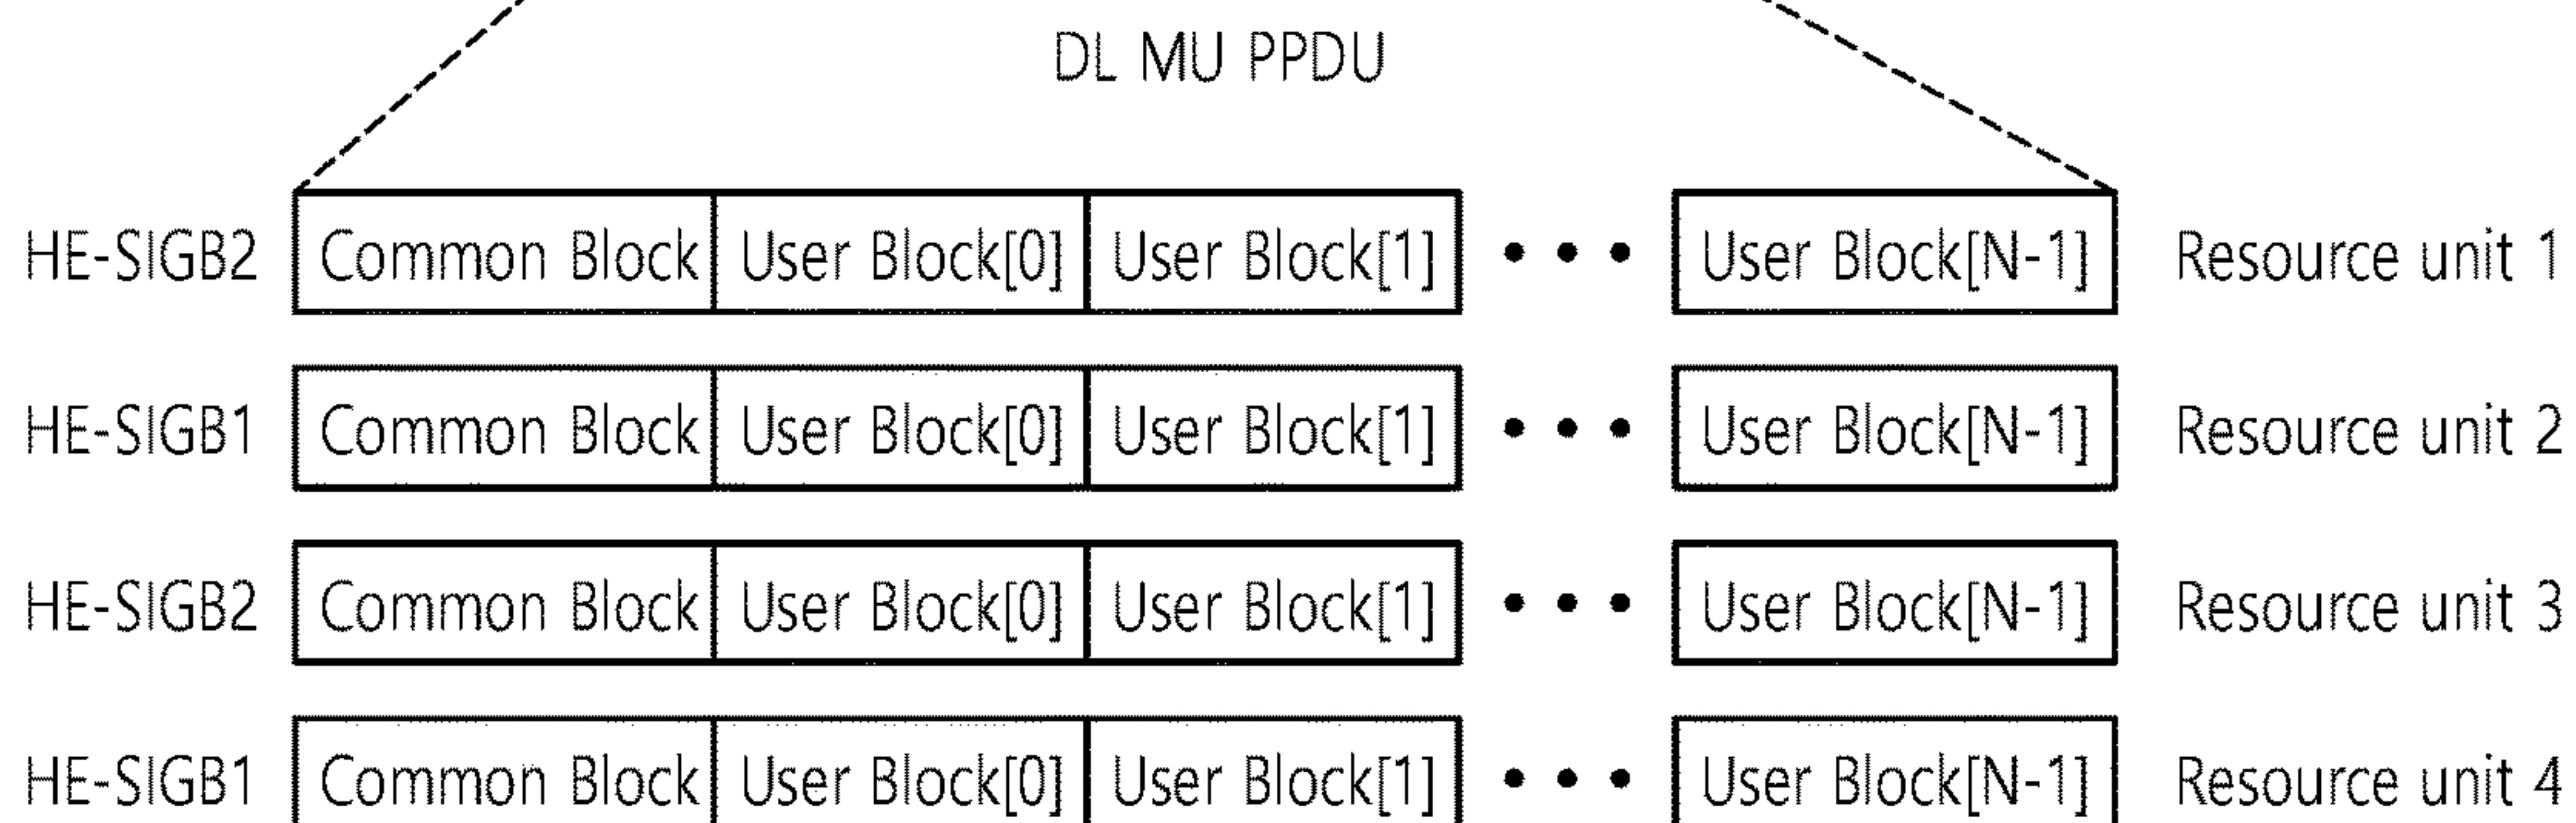 DL MU PPDU
HE-SIGB2 Common Block User Block[0] User Block[1] • • • User Block[N-1] Resource unit 1
HE-SIGB1 Common Block User Block[0] User Block[1] • • • User Block[N-1] Resource unit 2
HE-SIGB2 Common Block User Block[0] User Block[1] • • • User Block[N-1] Resource unit 3
HE-SIGB1 Common Block User Block[0] User Block[1] • • • User Block[N-1] Resource unit 4